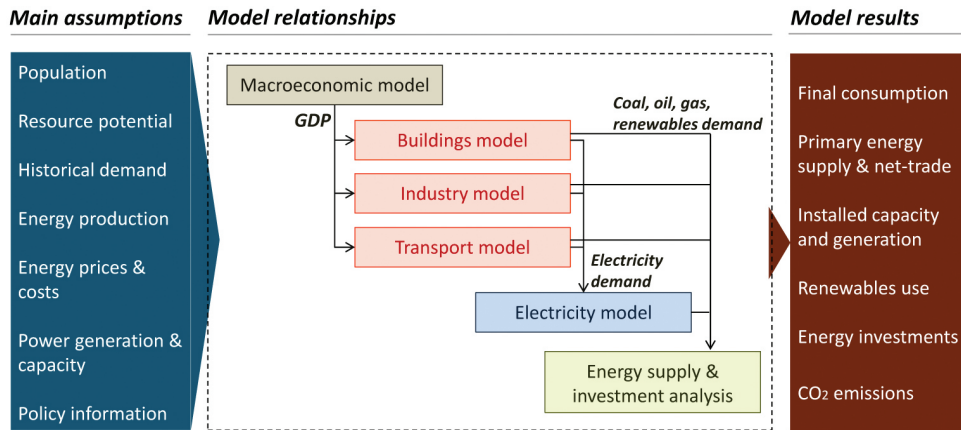 Main assumptions
Model relationships
Model results
Population
Resource potential
Historical demand
Energy production
Energy prices &
costs
Power generation &
capacity
Policy information
Macroeconomic model
GDP
Coal, oil, gas,
renewables demand
Buildings model
Industry model
Transport model
Electricity
demand
Electricity model
Energy supply &
investment analysis
Final consumption
Primary energy
supply & net-trade
Installed capacity
and generation
Renewables use
Energy investments
CO₂ emissions